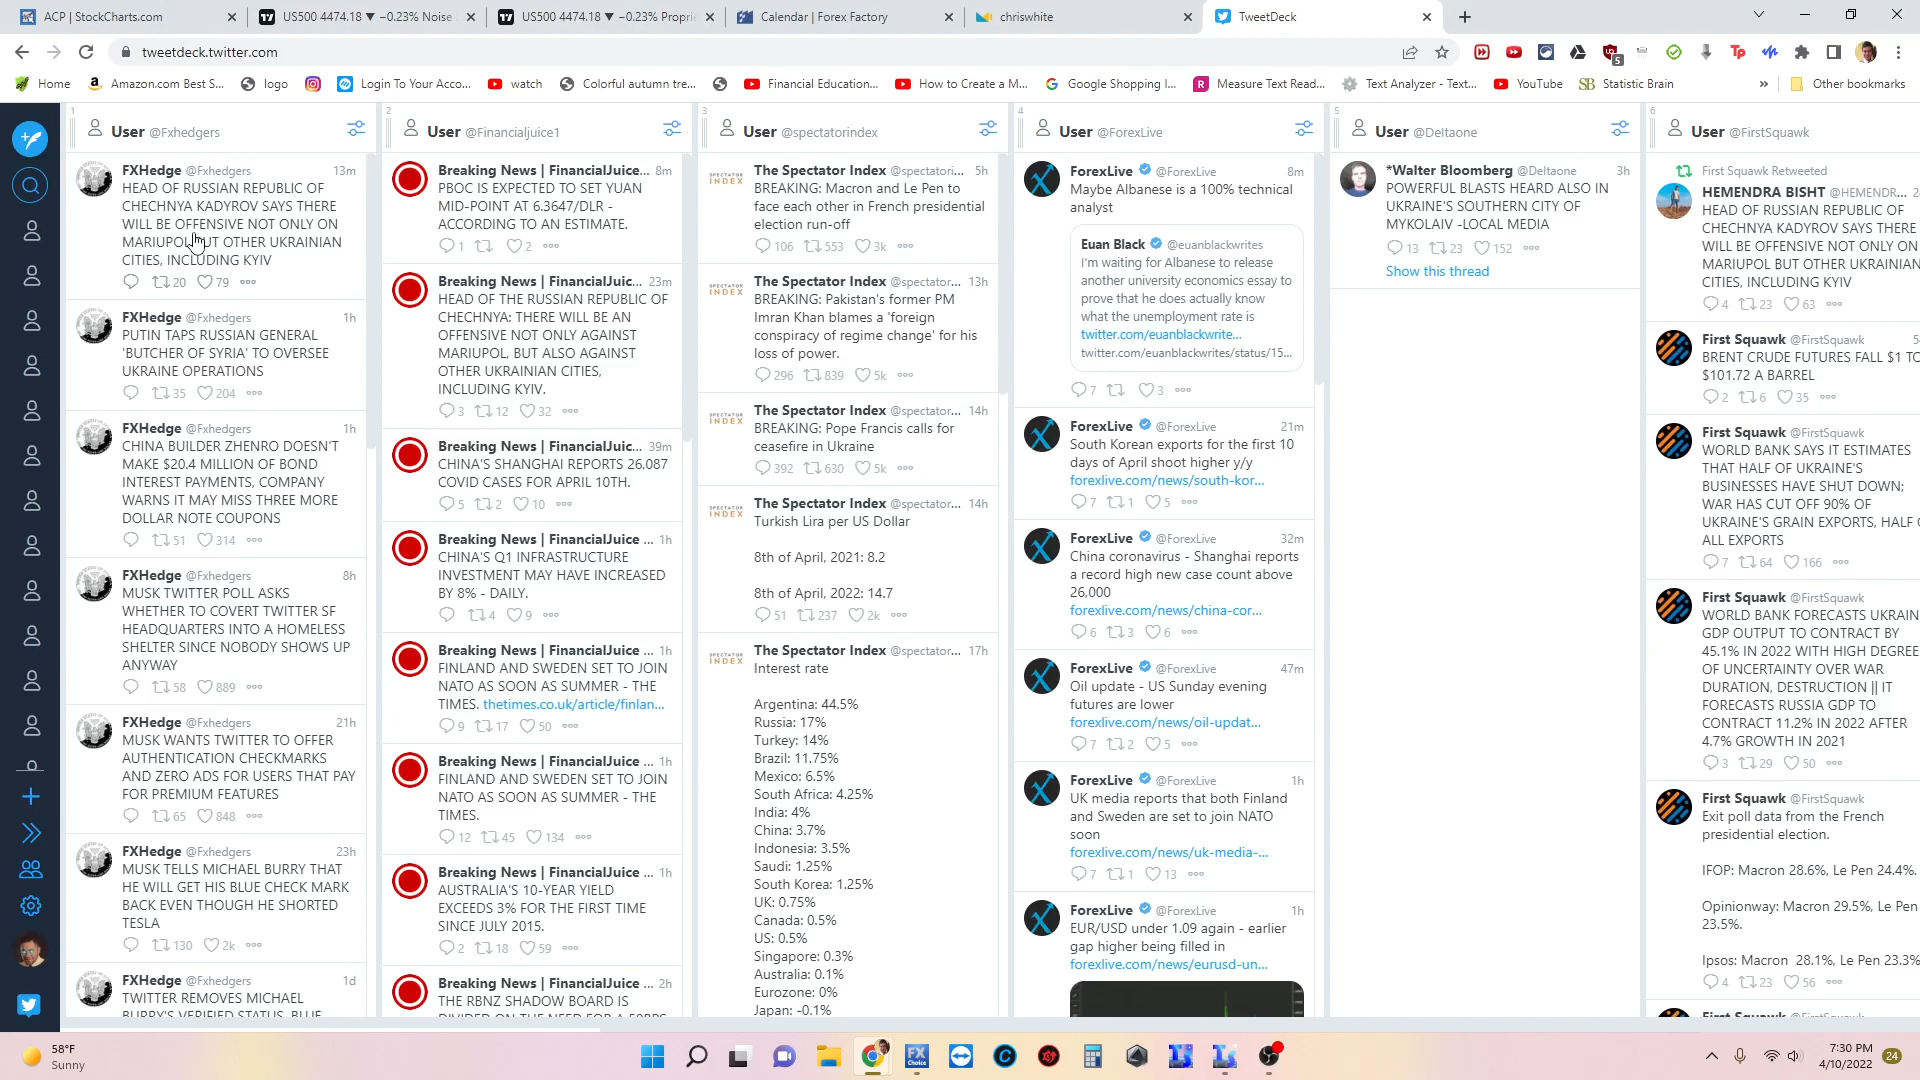 ACP | StockCharts.com
US500 4474.18 ▼ −0.23% Noise
US500 4474.18 ▼ −0.23% Propri
Calendar | Forex Factory
chriswhite
TweetDeck
tweetdeck.twitter.com
Home
Amazon.com Best S...
logo
Login To Your Acco...
watch
Colorful autumn tre...
Financial Education...
How to Create a M...
Google Shopping I...
Measure Text Read...
Text Analyzer - Text...
YouTube
Statistic Brain
Other bookmarks
1
User @Fxhedgers
FXHedge @Fxhedgers 13m
HEAD OF RUSSIAN REPUBLIC OF
CHECHNYA KADYROV SAYS THERE
WILL BE OFFENSIVE NOT ONLY ON
MARIUPOL BUT OTHER UKRAINIAN
CITIES, INCLUDING KYIV
20 79
FXHedge @Fxhedgers 1h
PUTIN TAPS RUSSIAN GENERAL
'BUTCHER OF SYRIA' TO OVERSEE
UKRAINE OPERATIONS
35 204
FXHedge @Fxhedgers 1h
CHINA BUILDER ZHENRO DOESN'T
MAKE $20.4 MILLION OF BOND
INTEREST PAYMENTS, COMPANY
WARNS IT MAY MISS THREE MORE
DOLLAR NOTE COUPONS
51 314
FXHedge @Fxhedgers 8h
MUSK TWITTER POLL ASKS
WHETHER TO COVERT TWITTER SF
HEADQUARTERS INTO A HOMELESS
SHELTER SINCE NOBODY SHOWS UP
ANYWAY
58 889
FXHedge @Fxhedgers 21h
MUSK WANTS TWITTER TO OFFER
AUTHENTICATION CHECKMARKS
AND ZERO ADS FOR USERS THAT PAY
FOR PREMIUM FEATURES
65 848
FXHedge @Fxhedgers 23h
MUSK TELLS MICHAEL BURRY THAT
HE WILL GET HIS BLUE CHECK MARK
BACK EVEN THOUGH HE SHORTED
TESLA
130 2k
FXHedge @Fxhedgers 1d
TWITTER REMOVES MICHAEL
BURRY'S VERIFIED STATUS, BLUE
2
User @Financialjuice1
Breaking News | FinancialJuice... 8m
PBOC IS EXPECTED TO SET YUAN
MID-POINT AT 6.3647/DLR -
ACCORDING TO AN ESTIMATE.
1 2
Breaking News | FinancialJuice... 23m
HEAD OF THE RUSSIAN REPUBLIC OF
CHECHNYA: THERE WILL BE AN
OFFENSIVE NOT ONLY AGAINST
MARIUPOL, BUT ALSO AGAINST
OTHER UKRAINIAN CITIES,
INCLUDING KYIV.
3 12 32
Breaking News | FinancialJuic... 39m
CHINA'S SHANGHAI REPORTS 26,087
COVID CASES FOR APRIL 10TH.
5 2 10
Breaking News | FinancialJuice ... 1h
CHINA'S Q1 INFRASTRUCTURE
INVESTMENT MAY HAVE INCREASED
BY 8% - DAILY.
4 9
Breaking News | FinancialJuice ... 1h
FINLAND AND SWEDEN SET TO JOIN
NATO AS SOON AS SUMMER - THE
TIMES. thetimes.co.uk/article/finlan...
9 17 50
Breaking News | FinancialJuice ... 1h
FINLAND AND SWEDEN SET TO JOIN
NATO AS SOON AS SUMMER - THE
TIMES.
12 45 134
Breaking News | FinancialJuice ... 1h
AUSTRALIA'S 10-YEAR YIELD
EXCEEDS 3% FOR THE FIRST TIME
SINCE JULY 2015.
2 18 59
Breaking News | FinancialJuice ... 2h
THE RBNZ SHADOW BOARD IS
DIVIDED ON THE NEED FOR A 50BPS
3
User @spectatorindex
The Spectator Index @spectatori... 5h
BREAKING: Macron and Le Pen to
face each other in French presidential
election run-off
106 553 3k
The Spectator Index @spectator... 13h
BREAKING: Pakistan's former PM
Imran Khan blames a 'foreign
conspiracy of regime change' for his
loss of power.
296 839 5k
The Spectator Index @spectator... 14h
BREAKING: Pope Francis calls for
ceasefire in Ukraine
392 630 5k
The Spectator Index @spectator... 14h
Turkish Lira per US Dollar
8th of April, 2021: 8.2
8th of April, 2022: 14.7
51 237 2k
The Spectator Index @spectator... 17h
Interest rate
Argentina: 44.5%
Russia: 17%
Turkey: 14%
Brazil: 11.75%
Mexico: 6.5%
South Africa: 4.25%
India: 4%
China: 3.7%
Indonesia: 3.5%
Saudi: 1.25%
South Korea: 1.25%
UK: 0.75%
Canada: 0.5%
US: 0.5%
Singapore: 0.3%
Australia: 0.1%
Eurozone: 0%
Japan: -0.1%
4
User @ForexLive
ForexLive @ForexLive 8m
Maybe Albanese is a 100% technical
analyst
Euan Black @euanblackwrites
I'm waiting for Albanese to release
another university economics essay to
prove that he does actually know
what the unemployment rate is
twitter.com/euanblackwrite...
twitter.com/euanblackwrites/status/15...
7 3
ForexLive @ForexLive 21m
South Korean exports for the first 10
days of April shoot higher y/y
forexlive.com/news/south-kor...
7 1 5
ForexLive @ForexLive 32m
China coronavirus - Shanghai reports
a record high new case count above
26,000
forexlive.com/news/china-cor...
6 3 6
ForexLive @ForexLive 47m
Oil update - US Sunday evening
futures are lower
forexlive.com/news/oil-updat...
7 2 5
ForexLive @ForexLive 1h
UK media reports that both Finland
and Sweden are set to join NATO
soon
forexlive.com/news/uk-media-...
7 1 13
ForexLive @ForexLive 1h
EUR/USD under 1.09 again - earlier
gap higher being filled in
forexlive.com/news/eurusd-un...
5
User @Deltaone
*Walter Bloomberg @Deltaone 3h
POWERFUL BLASTS HEARD ALSO IN
UKRAINE'S SOUTHERN CITY OF
MYKOLAIV -LOCAL MEDIA
13 23 152
Show this thread
6
User @FirstSquawk
First Squawk Retweeted
HEMENDRA BISHT @HEMENDR...
HEAD OF RUSSIAN REPUBLIC OF
CHECHNYA KADYROV SAYS THERE
WILL BE OFFENSIVE NOT ONLY ON
MARIUPOL BUT OTHER UKRAINIAN
CITIES, INCLUDING KYIV
4 23 63
First Squawk @FirstSquawk
BRENT CRUDE FUTURES FALL $1 TO
$101.72 A BARREL
2 6 35
First Squawk @FirstSquawk
WORLD BANK SAYS IT ESTIMATES
THAT HALF OF UKRAINE'S
BUSINESSES HAVE SHUT DOWN;
WAR HAS CUT OFF 90% OF
UKRAINE'S GRAIN EXPORTS, HALF
ALL EXPORTS
7 64 166
First Squawk @FirstSquawk
WORLD BANK FORECASTS UKRAIN
GDP OUTPUT TO CONTRACT BY
45.1% IN 2022 WITH HIGH DEGREE
OF UNCERTAINTY OVER WAR
DURATION, DESTRUCTION || IT
FORECASTS RUSSIA GDP TO
CONTRACT 11.2% IN 2022 AFTER
4.7% GROWTH IN 2021
3 29 50
First Squawk @FirstSquawk
Exit poll data from the French
presidential election.
IFOP: Macron 28.6%, Le Pen 24.4%.
Opinionway: Macron 29.5%, Le Pen
23.5%.
Ipsos: Macron 28.1%, Le Pen 23.3%
4 23 56
First Squawk @FirstSquawk
58°F
Sunny
FX
Choice
7:30 PM
4/10/2022
24